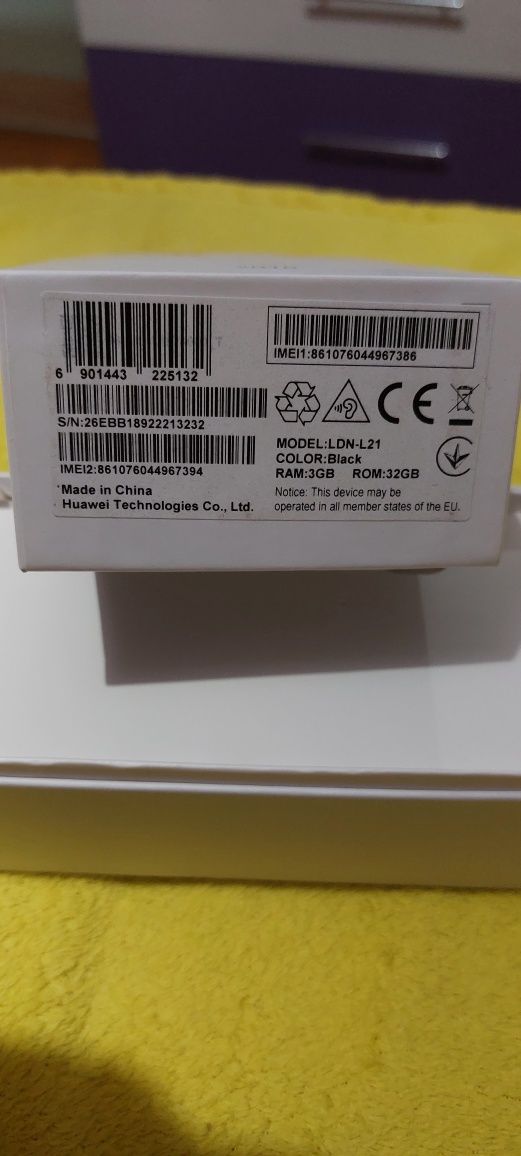 6 901443 225132
IMEI1:861076044967386
S/N:26EBB18922213232
IMEI2:861076044967394
CE
MODEL:LDN-L21
COLOR:Black
RAM:3GB ROM:32GB
Made in China
Huawei Technologies Co., Ltd.
Notice: This device may be
operated in all member states of the EU.